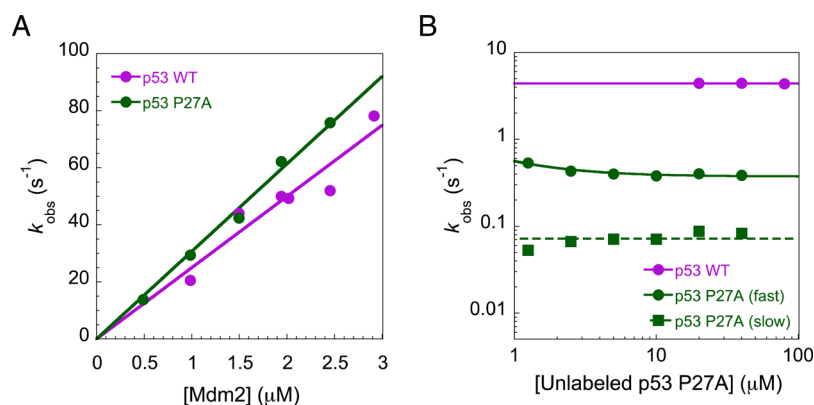 A
100
80
60
40
20
0
k_obs (s⁻¹)
p53 WT
p53 P27A
0
0.5
1
1.5
2
2.5
3
[Mdm2] (μM)
B
10
1
0.1
0.01
k_obs (s⁻¹)
p53 WT
p53 P27A (fast)
p53 P27A (slow)
1
10
100
[Unlabeled p53 P27A] (μM)